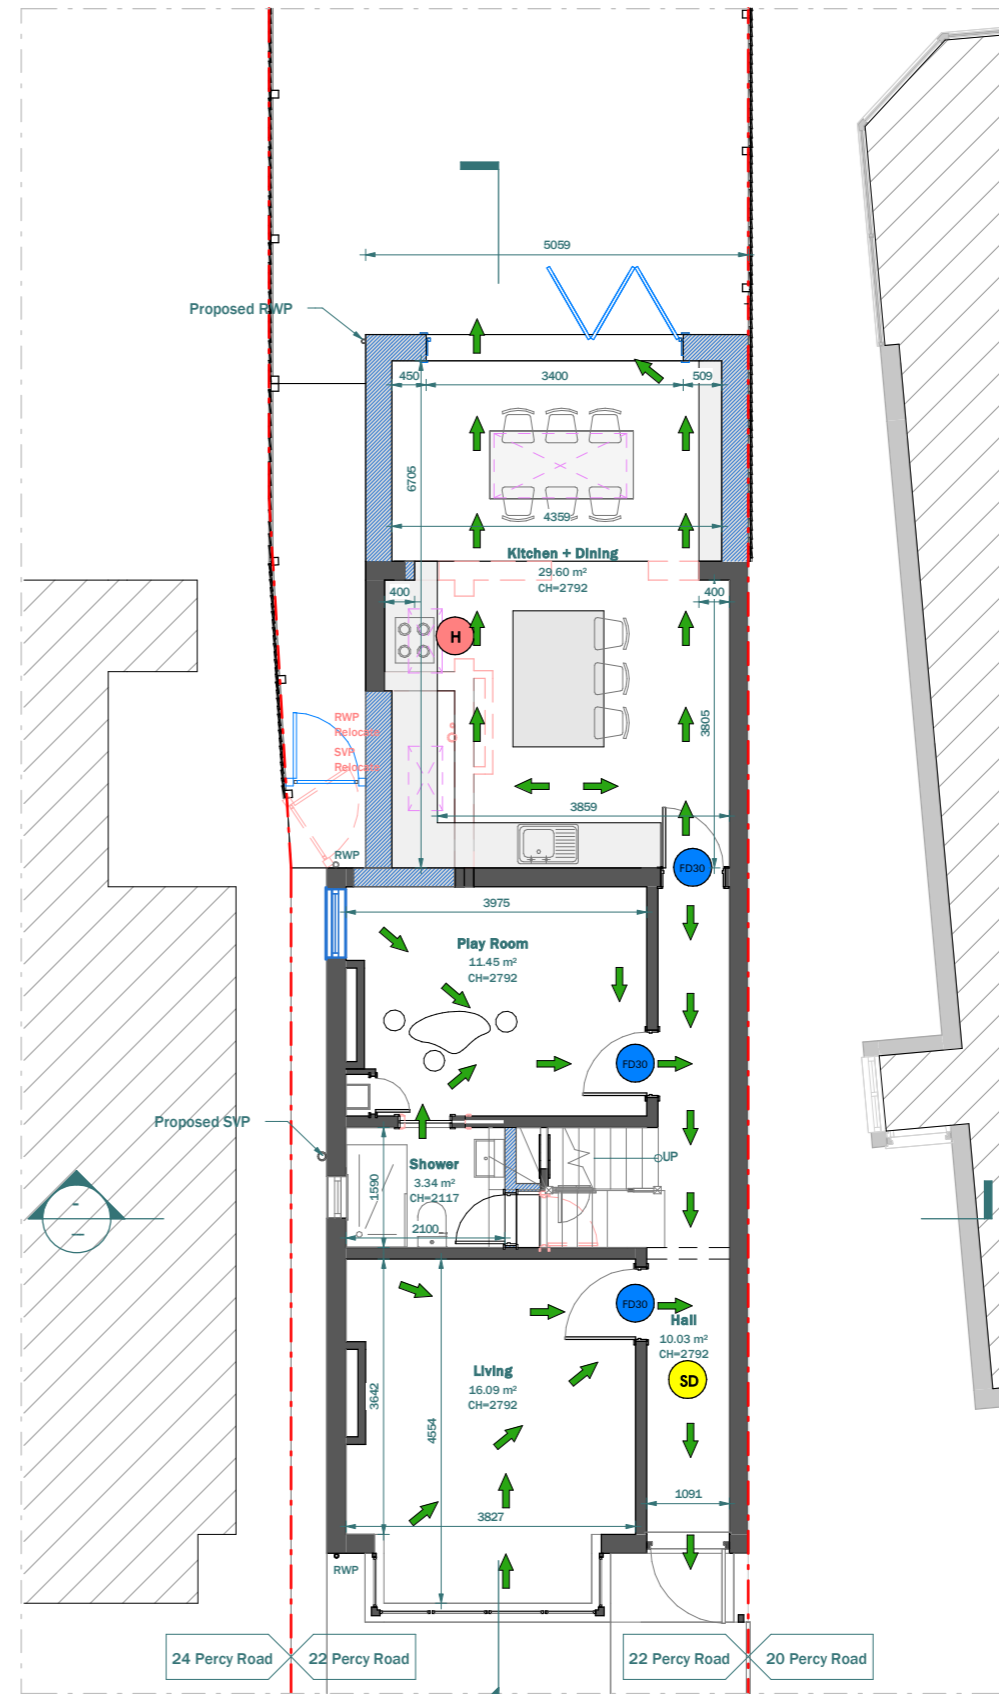 5059
Proposed RWP
450
3400
509
6705
4359
Kitchen + Dining
29.60 m²
CH=2792
400
400
H
3805
RWP
SVP
3859
RWP
FD30
3975
Play Room
11.45 m²
CH=2792
FD30
Proposed SVP
Shower
3.34 m²
CH=2117
1590
2100
UP
FD30
Hall
10.03 m²
CH=2792
SD
Living
16.09 m²
CH=2792
3642
4554
1091
3827
RWP
24 Percy Road
22 Percy Road
22 Percy Road
20 Percy Road